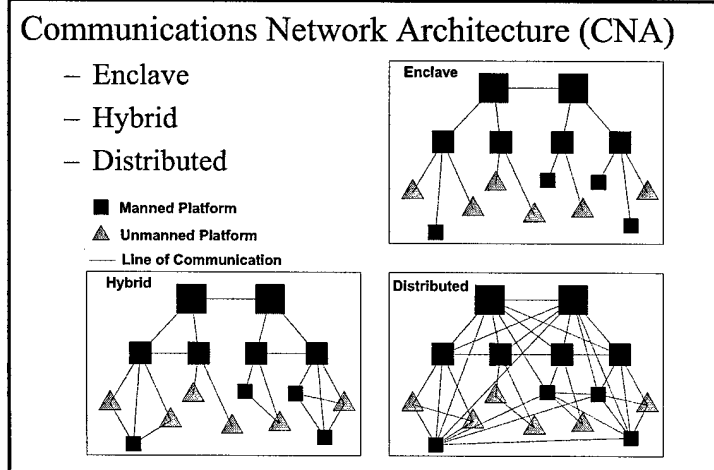 Communications Network Architecture (CNA)
– Enclave
– Hybrid
– Distributed
Manned Platform
Unmanned Platform
Line of Communication
Enclave
Hybrid
Distributed